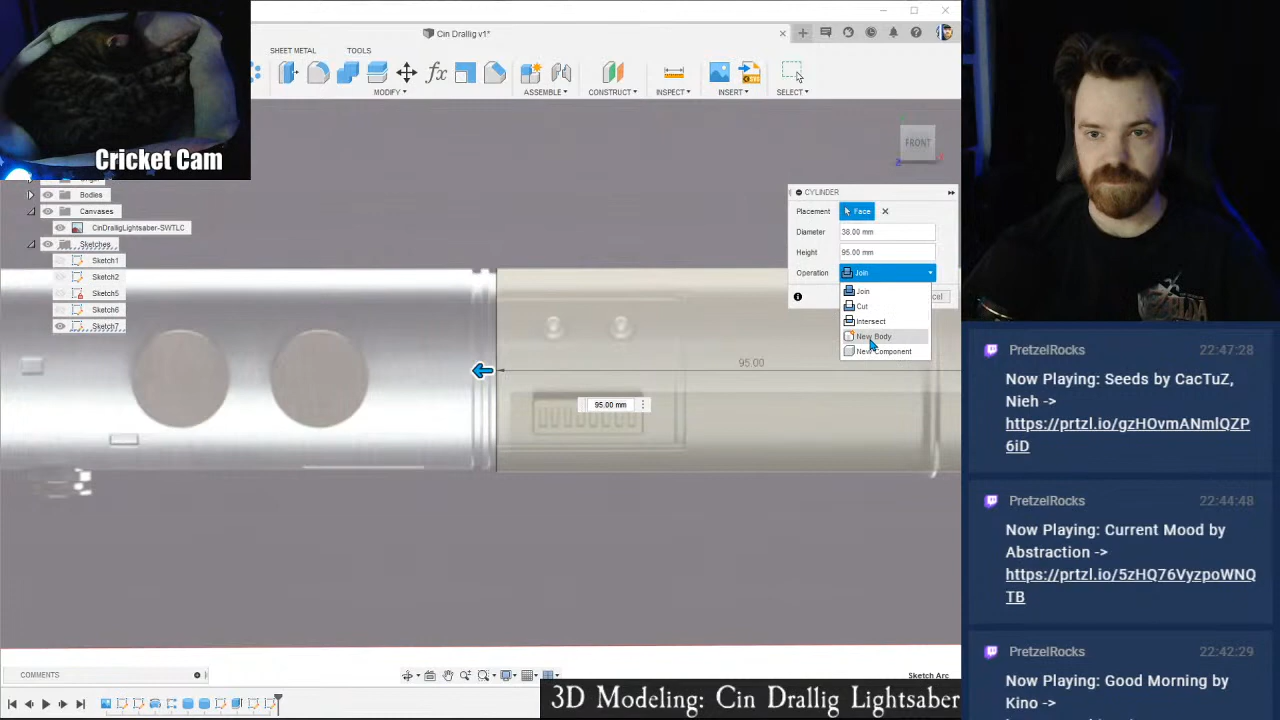 Cin Drallig v1*
SHEET METAL
TOOLS
MODIFY
ASSEMBLE
CONSTRUCT
INSPECT
INSERT
SELECT
Cricket Cam
FRONT
Bodies
Canvases
CinDralligLightsaber-SWTLC
Sketches
Sketch1
Sketch2
Sketch5
Sketch6
Sketch7
CYLINDER
Placement
Face
Diameter
38.00 mm
Height
95.00 mm
Operation
Join
Join
Cut
Intersect
New Body
New Component
95.00
95.00 mm
PretzelRocks 22:47:28
Now Playing: Seeds by CacTuZ,
Nieh ->
https://prtzl.io/gzHOvmANmlQZP
6iD
PretzelRocks 22:44:48
Now Playing: Current Mood by
Abstraction ->
https://prtzl.io/5zHQ76VyzpoWNQ
TB
PretzelRocks 22:42:29
Now Playing: Good Morning by
Kino ->
COMMENTS
Sketch Arc
3D Modeling: Cin Drallig Lightsaber